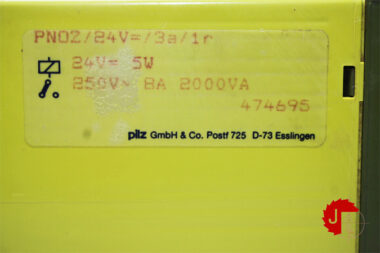 PNOZ/24V=/3a/1r
24V= 5W
250V~ 8A 2000VA
474695
pilz GmbH & Co. Postf 725 D-73 Esslingen
J